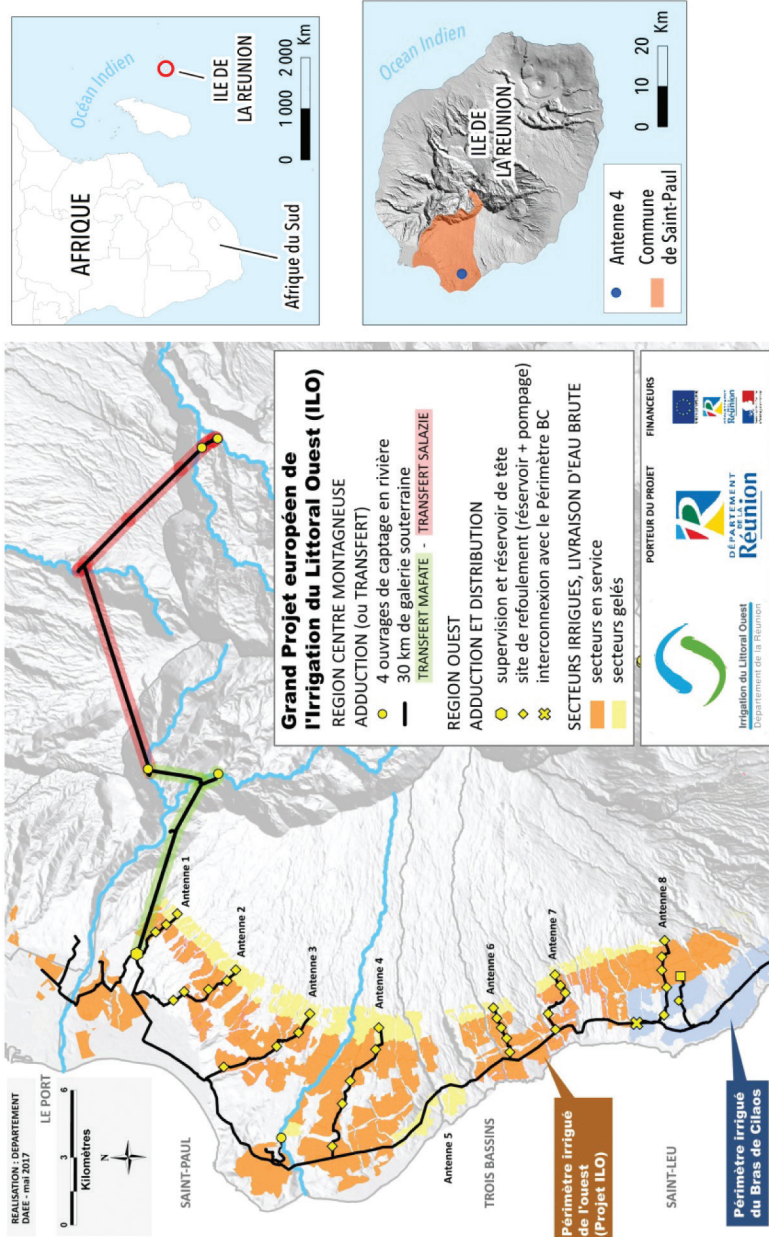 REALISATION : DEPARTEMENT
DAEE - mai 2017
LE PORT
0 3 6
Kilomètres
N
SAINT-PAUL
TROIS BASSINS
SAINT-LEU
Antenne 1
Antenne 2
Antenne 3
Antenne 4
Antenne 5
Antenne 6
Antenne 7
Antenne 8
Périmètre irrigué
de l'ouest
(Projet ILO)
Périmètre irrigué
du Bras de Cilaos
Grand Projet européen de
l'Irrigation du Littoral Ouest (ILO)
REGION CENTRE MONTAGNEUSE
ADDUCTION (ou TRANSFERT)
4 ouvrages de captage en rivière
30 km de galerie souterraine
TRANSFERT MAFATE - TRANSFERT SALAZIE
REGION OUEST
ADDUCTION ET DISTRIBUTION
supervision et réservoir de tête
site de refoulement (réservoir + pompage)
interconnexion avec le Périmètre BC
SECTEURS IRRIGUES, LIVRAISON D'EAU BRUTE
secteurs en service
secteurs gelés
Irrigation du Littoral Ouest
Departement de la Reunion
PORTEUR DU PROJET
DÉPARTEMENT
DE LA
Réunion
FINANCEURS
Réunion
AFRIQUE
Afrique du Sud
Océan Indien
ILE DE
LA REUNION
0 1 000 2 000
Km
Océan Indien
ILE DE
LA REUNION
Antenne 4
Commune
de Saint-Paul
0 10 20
Km